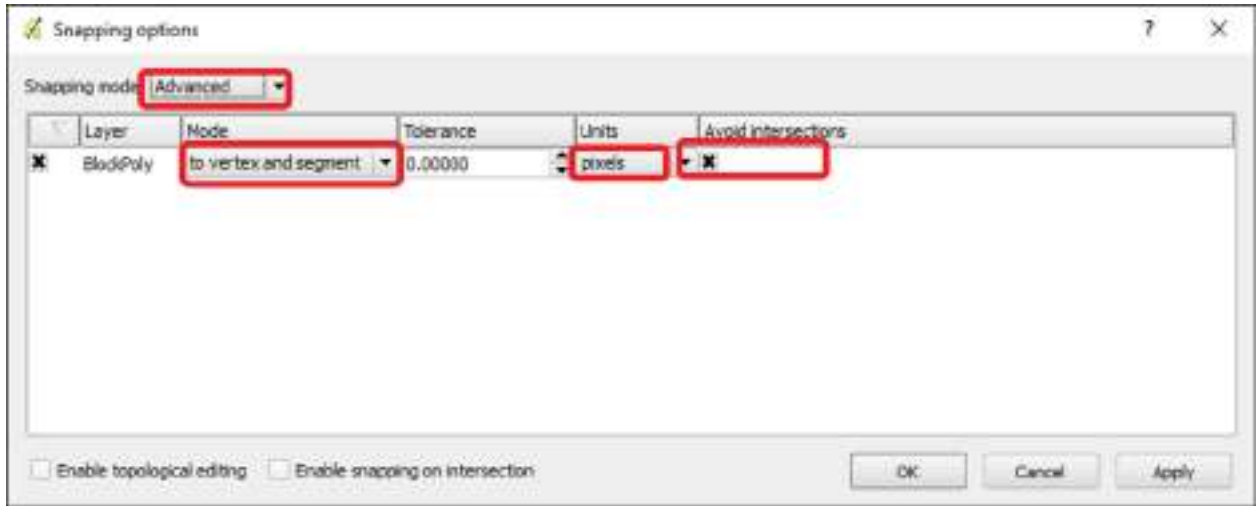 Snapping options
Snapping mode Advanced
Layer Mode Tolerance Units Avoid intersections
BlockPoly to vertex and segment 0.00000 pixels
Enable topological editing Enable snapping on intersection OK Cancel Apply